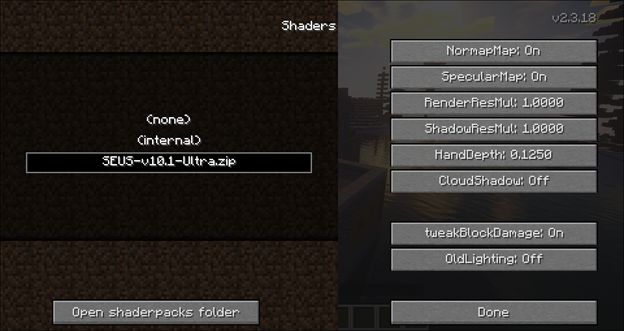 Shaders
v2.3.18
(none)
(internal)
SEUS-v10.1-Ultra.zip
Open shaderpacks folder
NormapMap: On
SpecularMap: On
RenderResMul: 1.0000
ShadowResMul: 1.0000
HandDepth: 0.1250
CloudShadow: Off
tweakBlockDamage: On
OldLighting: Off
Done